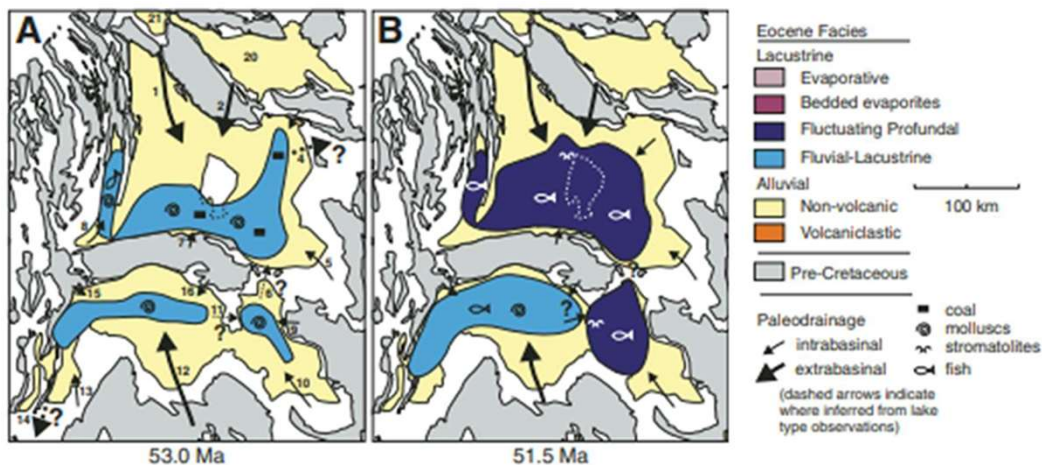 A
21
20
1
2
4
?
8
7
5
15
16
6
?
11
?
9
12
10
13
14
?
53.0 Ma
B
?
?
51.5 Ma
Eocene Facies
Lacustrine
Evaporative
Bedded evaporites
Fluctuating Profundal
Fluvial-Lacustrine
Alluvial
Non-volcanic
Volcaniclastic
100 km
Pre-Cretaceous
Paleodrainage
intrabasinal
extrabasinal
(dashed arrows indicate
where inferred from lake
type observations)
coal
molluscs
stromatolites
fish